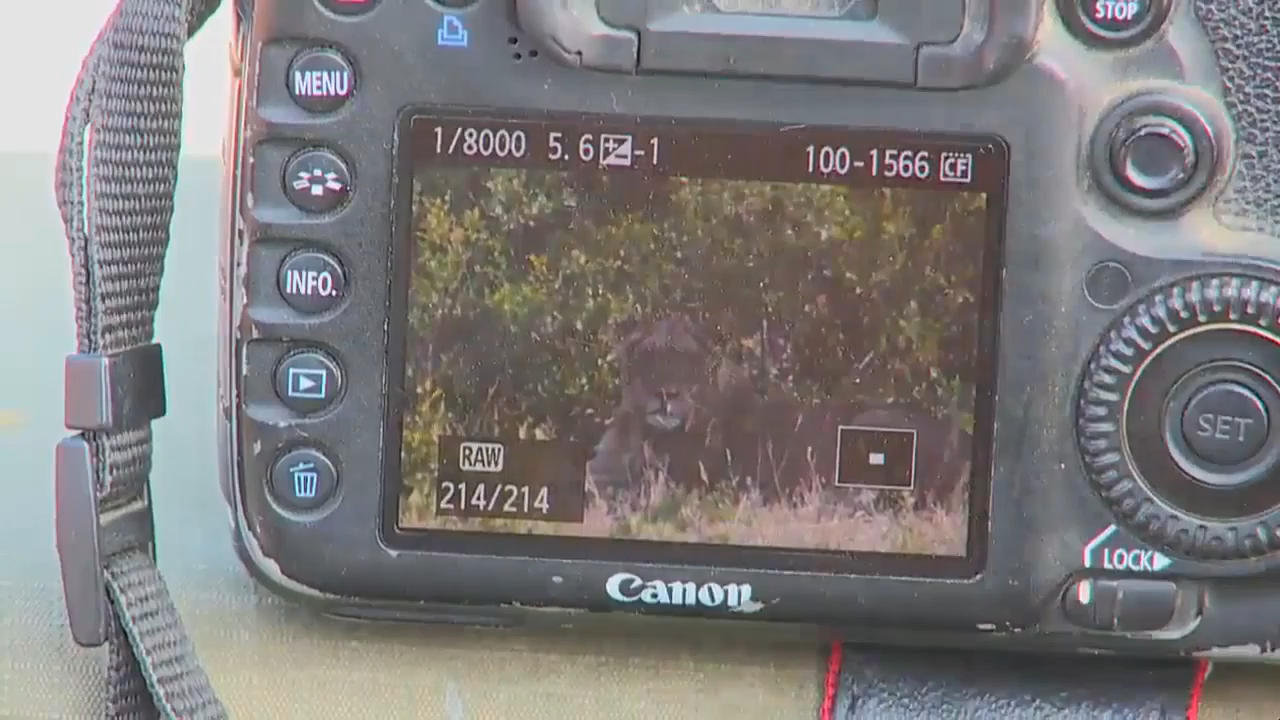 STOP
MENU
1/8000 5.6 -1 100-1566 CF
INFO.
RAW
214/214
SET
LOCK
Canon